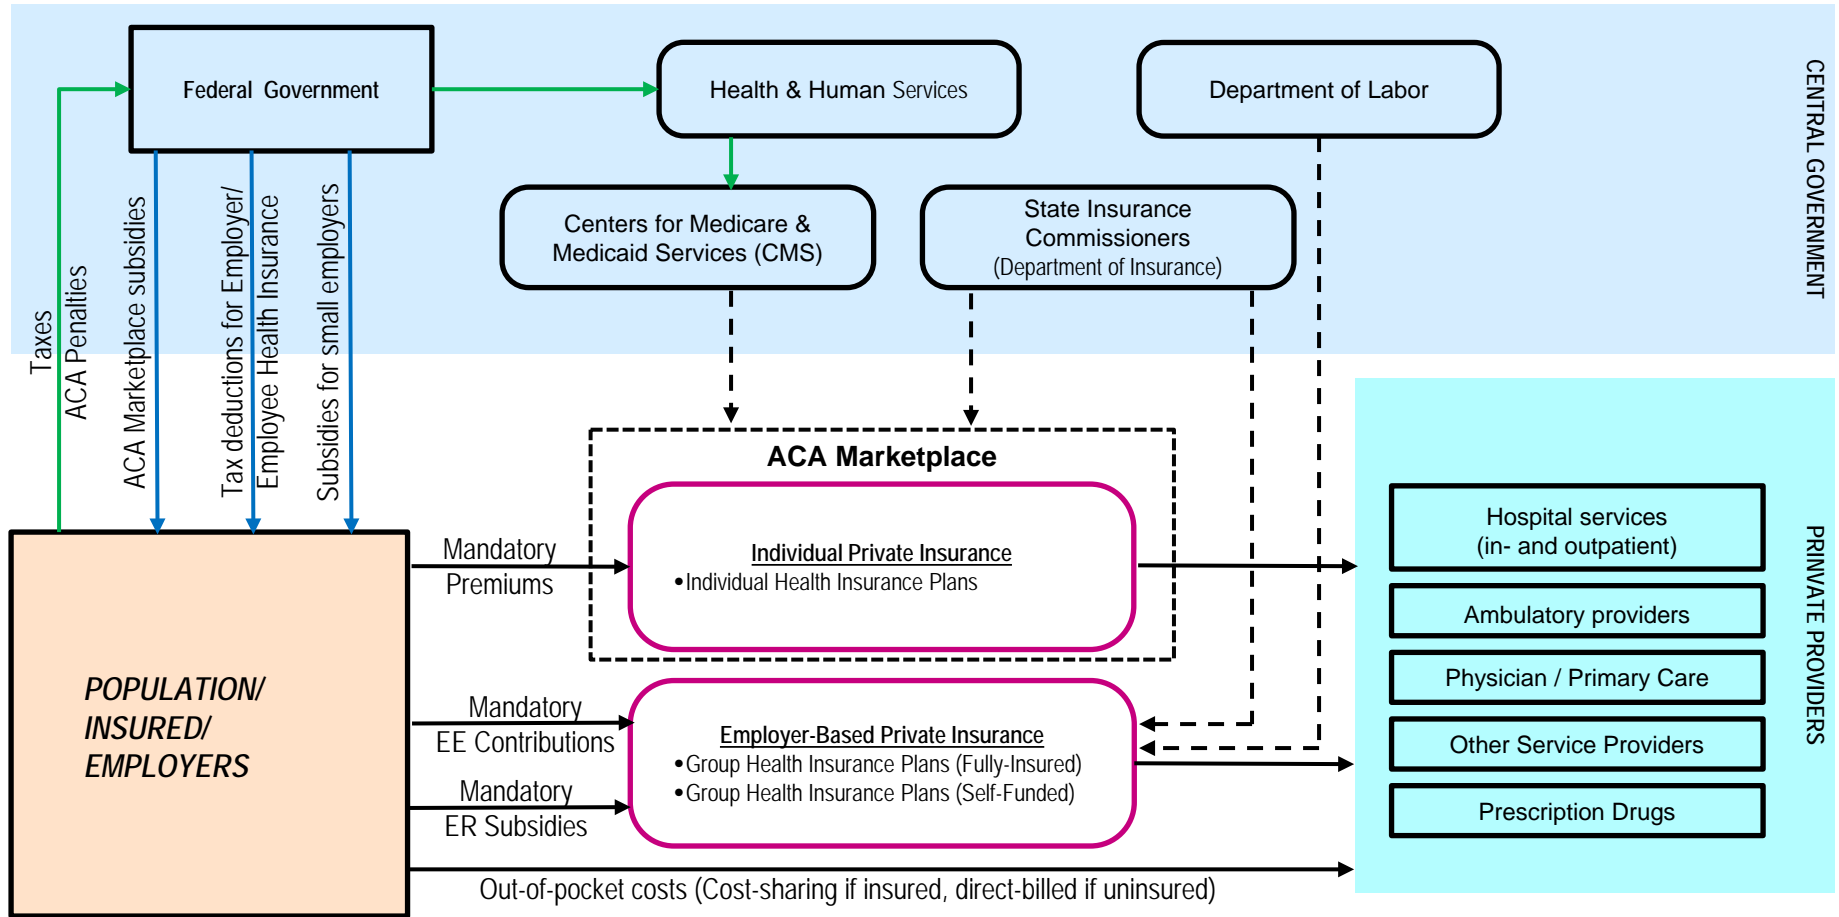 Federal Government
Health & Human Services
Department of Labor
CENTRAL GOVERNMENT
Centers for Medicare &
Medicaid Services (CMS)
State Insurance
Commissioners
(Department of Insurance)
Taxes
ACA Penalties
ACA Marketplace subsidies
Tax deductions for Employer/
Employee Health Insurance
Subsidies for small employers
ACA Marketplace
Individual Private Insurance
•Individual Health Insurance Plans
Mandatory
Premiums
POPULATION/
INSURED/
EMPLOYERS
Mandatory
EE Contributions
Mandatory
ER Subsidies
Employer-Based Private Insurance
•Group Health Insurance Plans (Fully-Insured)
•Group Health Insurance Plans (Self-Funded)
Out-of-pocket costs (Cost-sharing if insured, direct-billed if uninsured)
Hospital services
(in- and outpatient)
Ambulatory providers
Physician / Primary Care
Other Service Providers
Prescription Drugs
PRINVATE PROVIDERS